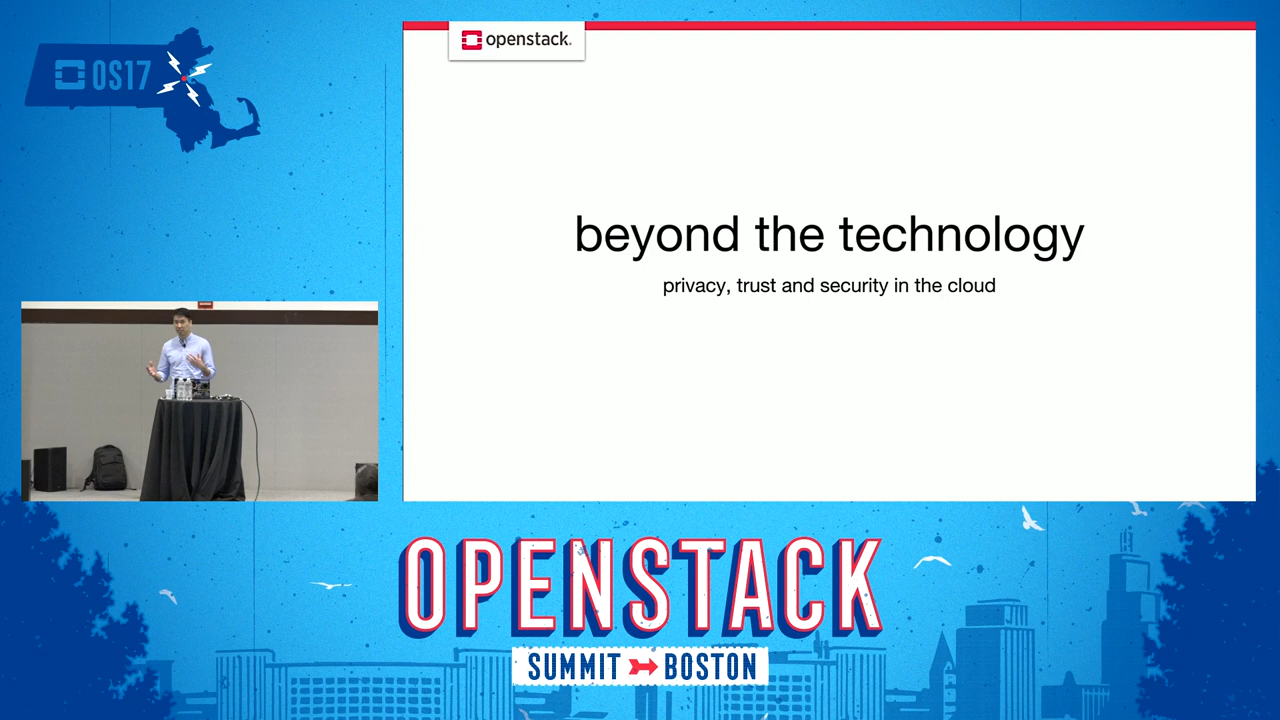 OS17
openstack.
beyond the technology
privacy, trust and security in the cloud
OPENSTACK
SUMMIT BOSTON